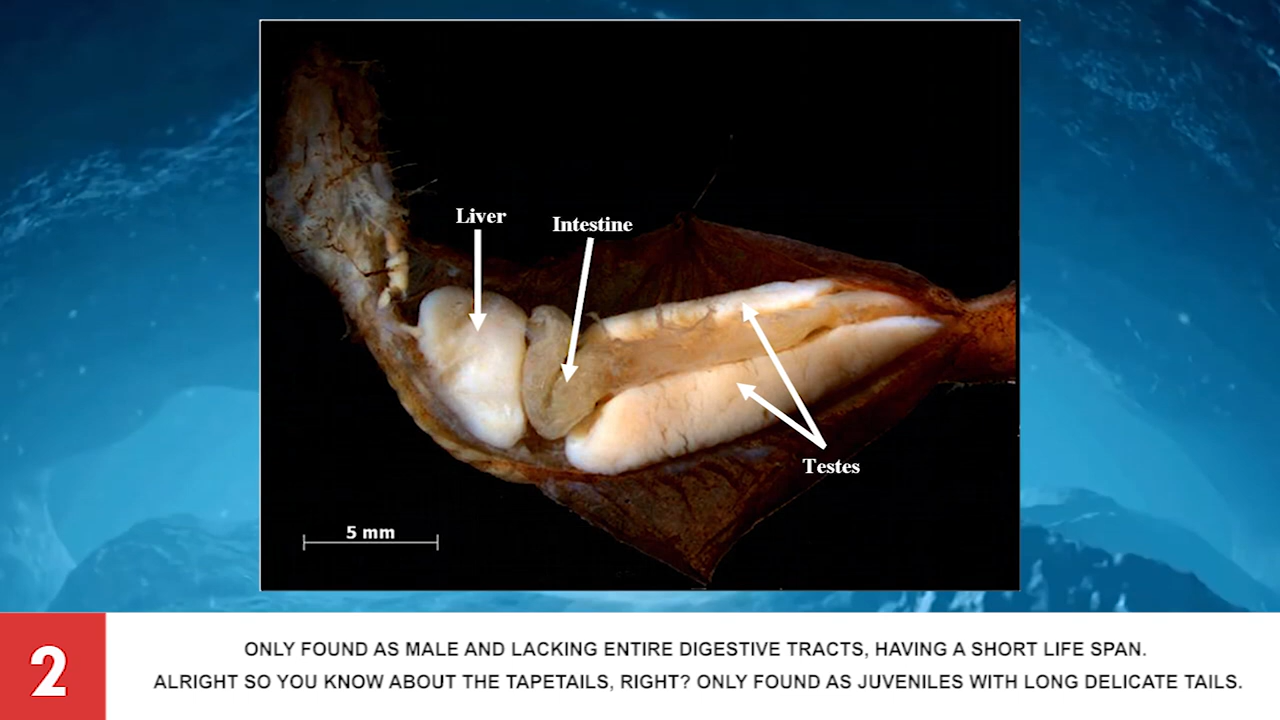 Liver
Intestine
Testes
5 mm
2
ONLY FOUND AS MALE AND LACKING ENTIRE DIGESTIVE TRACTS, HAVING A SHORT LIFE SPAN.
ALRIGHT SO YOU KNOW ABOUT THE TAPETAILS, RIGHT? ONLY FOUND AS JUVENILES WITH LONG DELICATE TAILS.